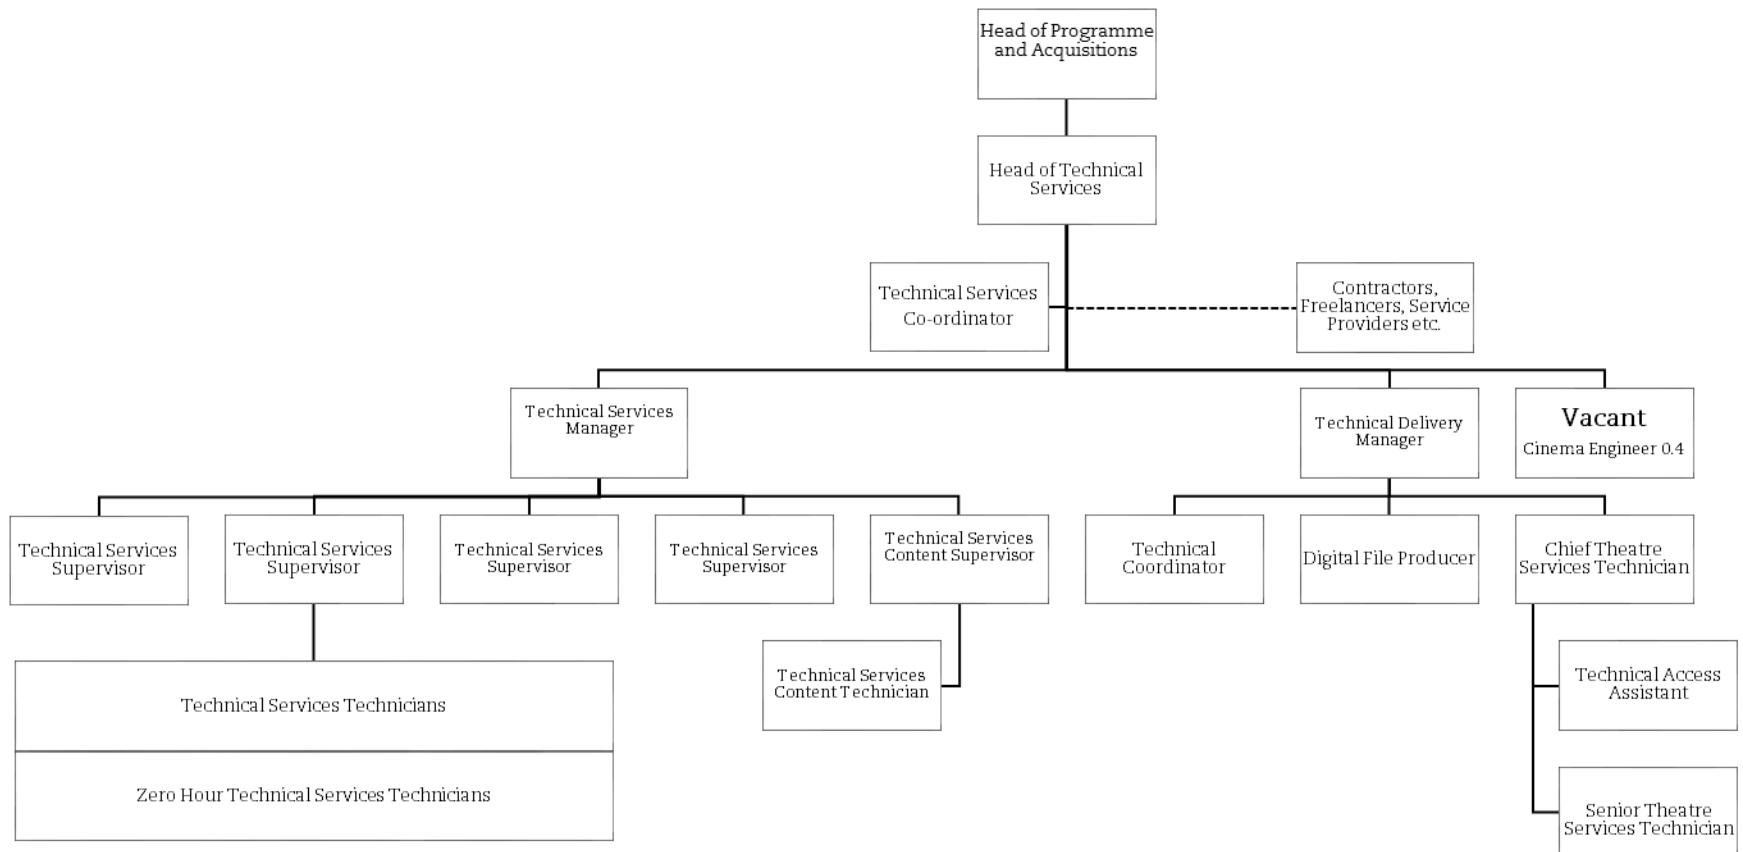 Head of Programme
and Acquisitions
Head of Technical
Services
Technical Services
Co-ordinator
Contractors,
Freelancers, Service
Providers etc.
Technical Services
Manager
Technical Delivery
Manager
Vacant
Cinema Engineer 0.4
Technical Services
Supervisor
Technical Services
Supervisor
Technical Services
Supervisor
Technical Services
Supervisor
Technical Services
Content Supervisor
Technical
Coordinator
Digital File Producer
Chief Theatre
Services Technician
Technical Services
Content Technician
Technical Access
Assistant
Technical Services Technicians
Zero Hour Technical Services Technicians
Senior Theatre
Services Technician